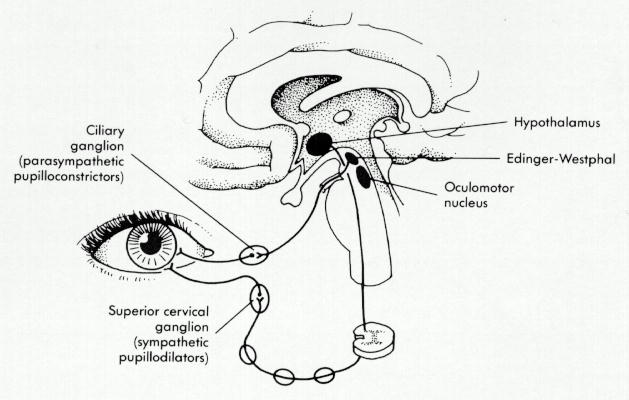 Ciliary
ganglion
(parasympathetic
pupilloconstrictors)
Hypothalamus
Edinger-Westphal
Oculomotor
nucleus
Superior cervical
ganglion
(sympathetic
pupillodilators)